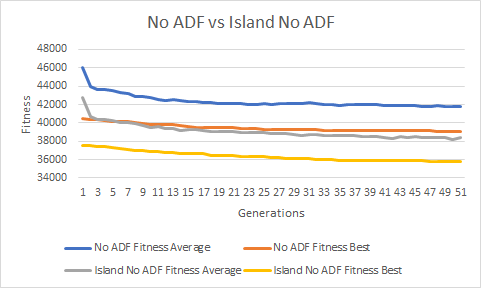 No ADF vs Island No ADF
48000
46000
44000
42000
40000
38000
36000
34000
Fitness
1 3 5 7 9 11 13 15 17 19 21 23 25 27 29 31 33 35 37 39 41 43 45 47 49 51
Generations
No ADF Fitness Average No ADF Fitness Best
Island No ADF Fitness Average Island No ADF Fitness Best